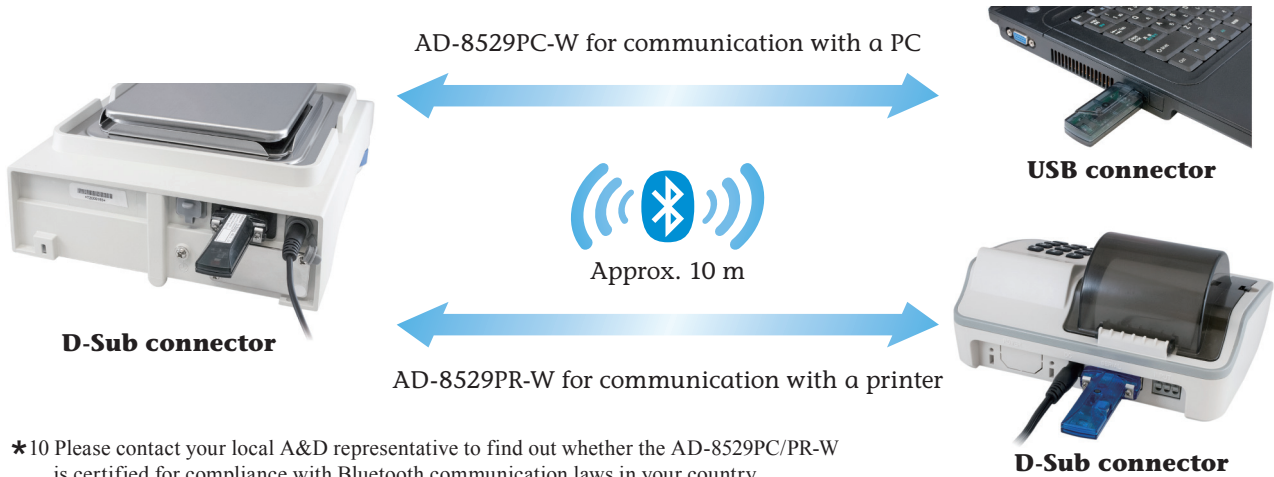 AD-8529PC-W for communication with a PC
USB connector
Approx. 10 m
D-Sub connector
AD-8529PR-W for communication with a printer
*10 Please contact your local A&D representative to find out whether the AD-8529PC/PR-W
is certified for compliance with Bluetooth communication laws in your country
D-Sub connector